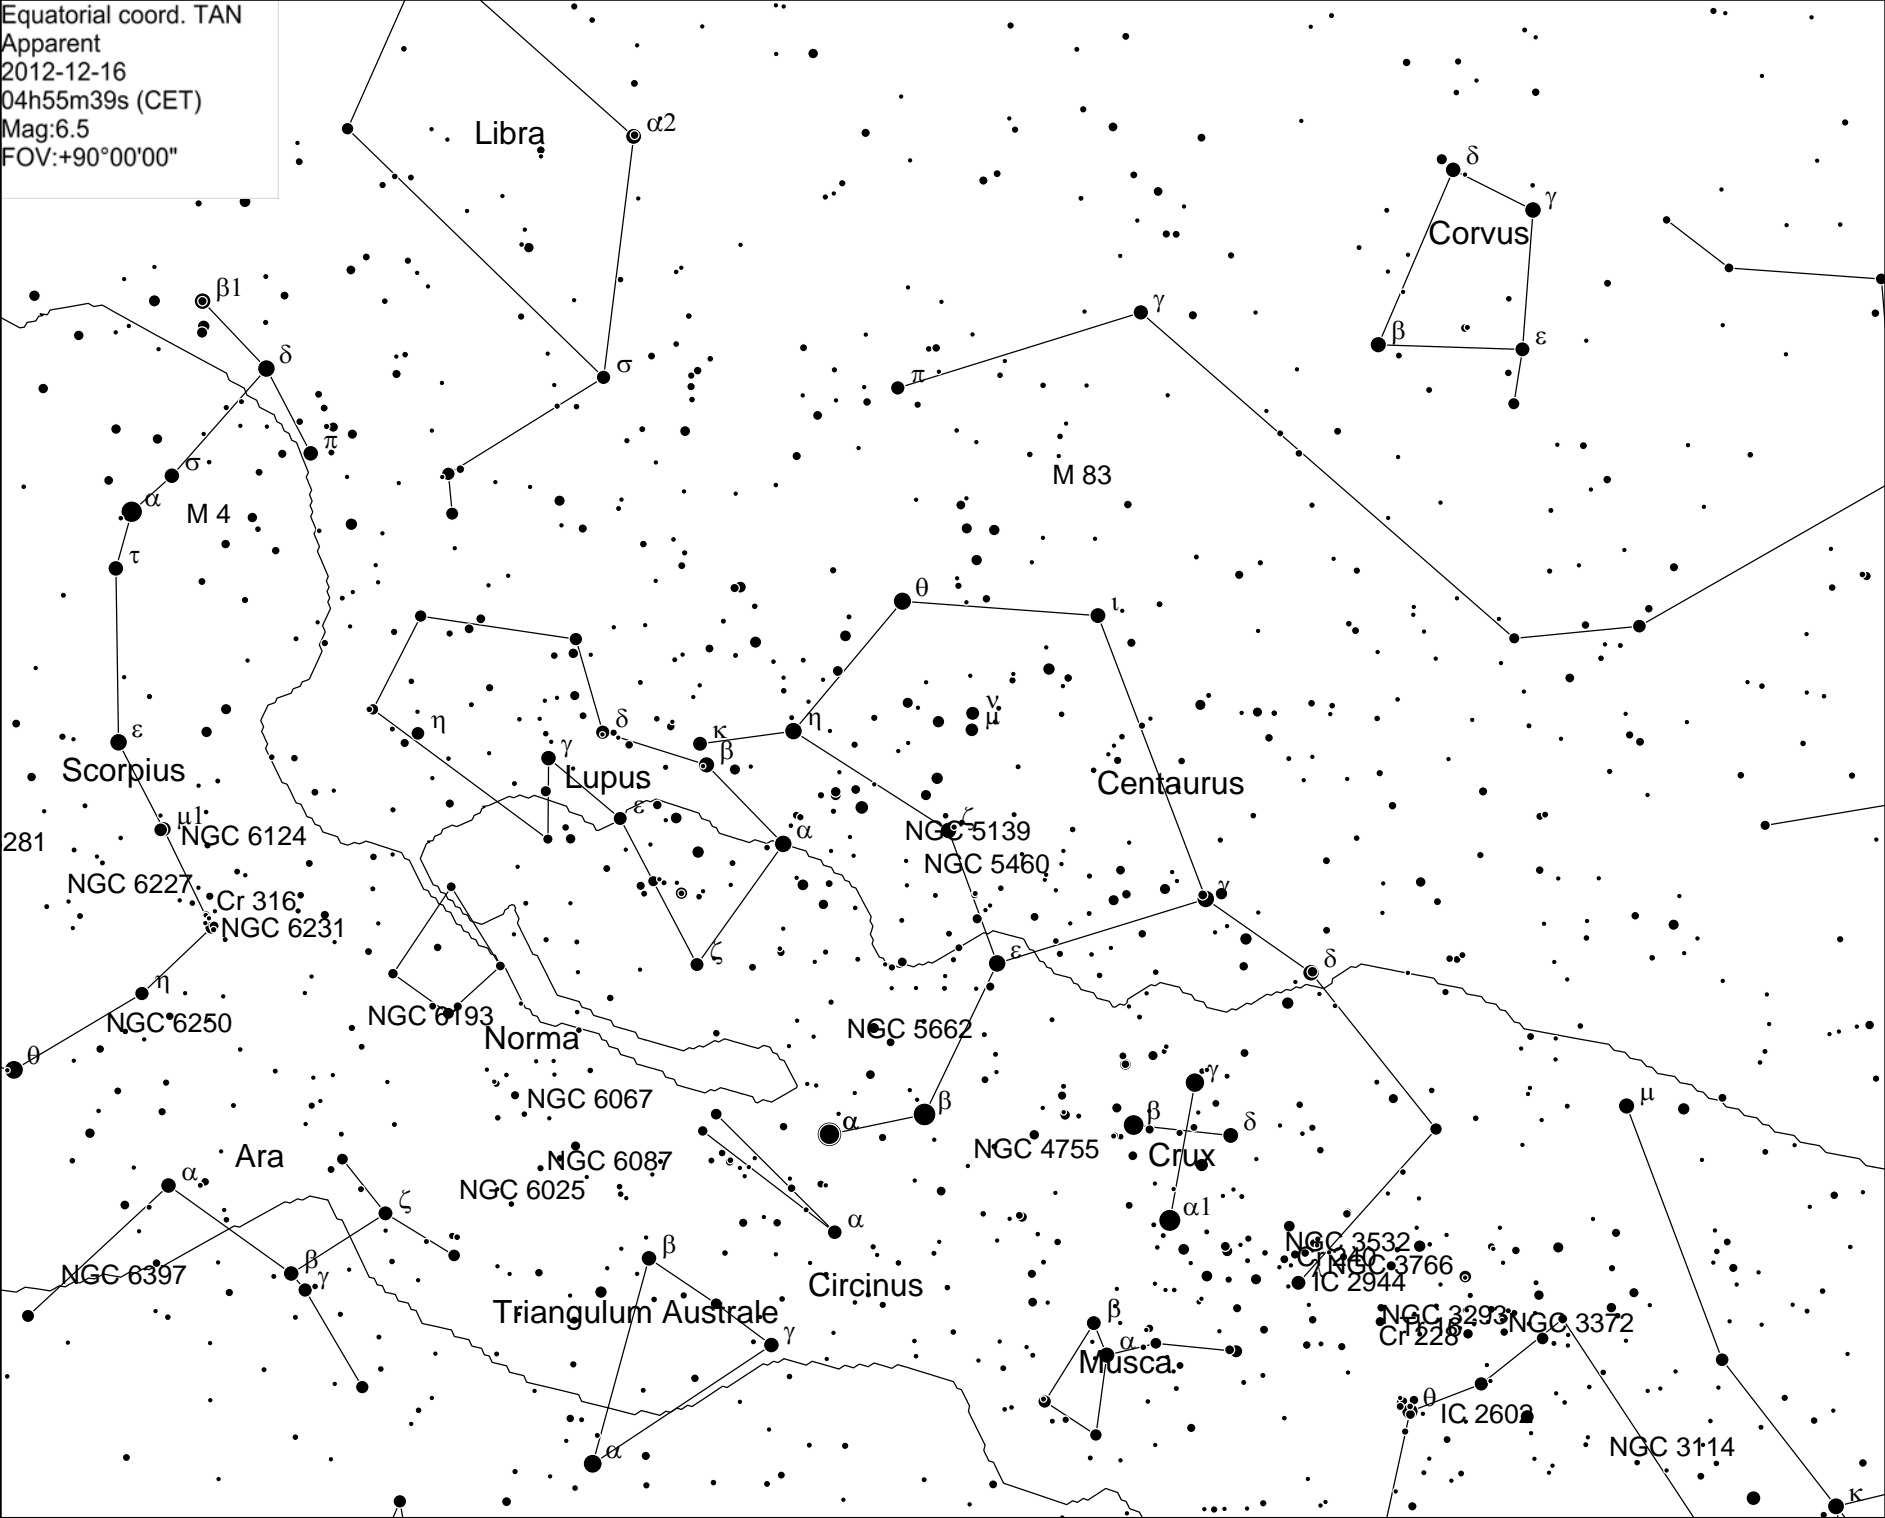 Equatorial coord. TAN
Apparent
2012-12-16
04h55m39s (CET)
Mag:6.5
FOV:+90°00'00"
α2
Libra
δ
γ
Corvus
β1
γ
β
ε
δ
σ
π
π
σ
M 83
α
M 4
τ
θ
ι
ν
μ
δ
η
η
κ
ε
γ
β
Scorpius
Lupus
Centaurus
ε
μ1
ζ
α
NGC 5139
NGC 6124
281
NGC 5460
NGC 6227
γ
Cr 316
NGC 6231
ζ
ε
δ
η
NGC 6193
NGC 6250
NGC 5662
Norma
θ
γ
μ
NGC 6067
β
β
δ
α
NGC 4755
Crux
Ara
NGC 6087
α
NGC 6025
ζ
α1
α
β
NGC 3532
Cr 240
NGC 3766
β
NGC 6397
γ
IC 2944
Circinus
Triangulum Australe
β
NGC 3293
NGC 3372
Cr 228
γ
α
Musca
θ
IC 2602
α
NGC 3114
κ